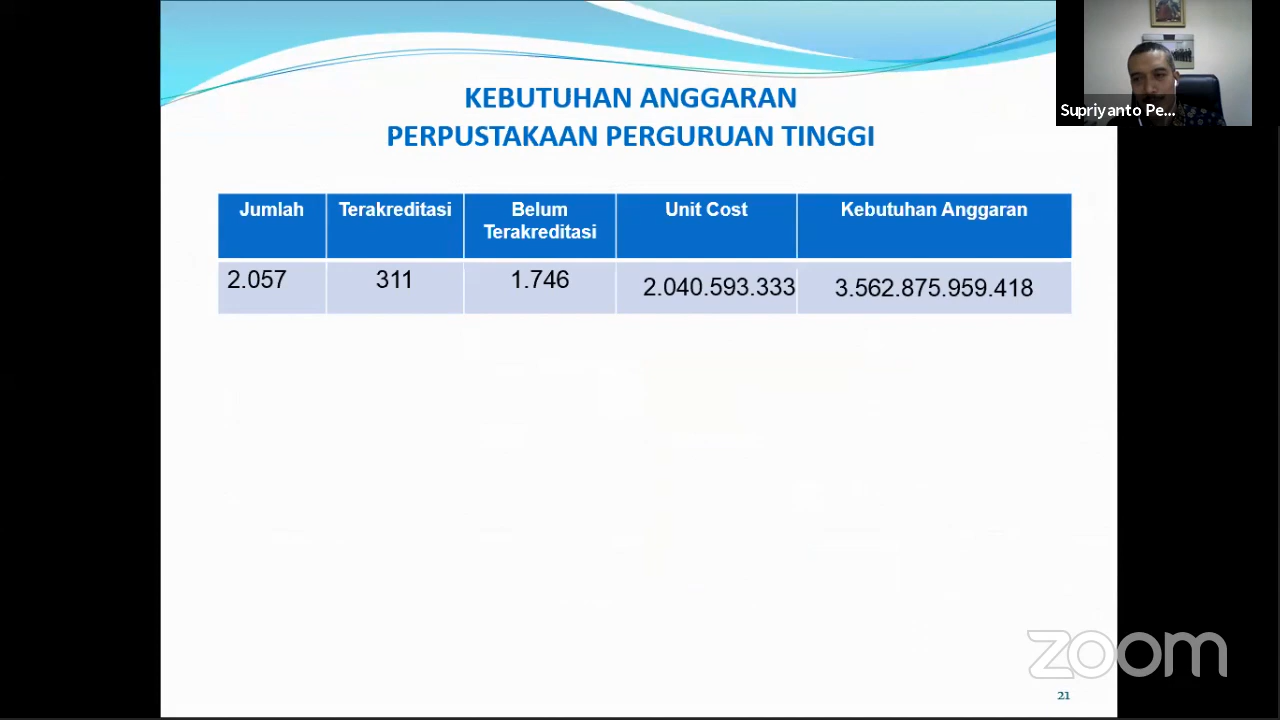 Supriyanto Pe...
KEBUTUHAN ANGGARAN
PERPUSTAKAAN PERGURUAN TINGGI
Jumlah Terakreditasi Belum Terakreditasi Unit Cost Kebutuhan Anggaran
2.057 311 1.746 2.040.593.333 3.562.875.959.418
zoom
21